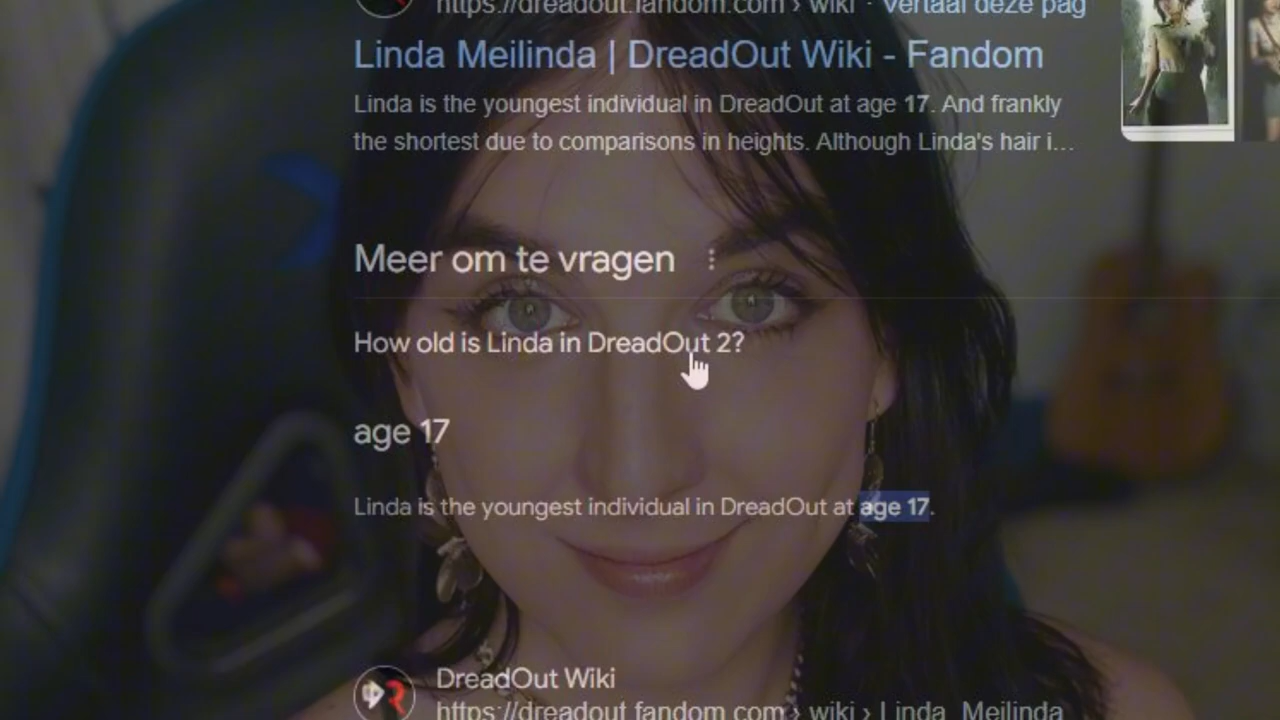 https://dreadout.fandom.com › wiki · Vertaal deze pag
Linda Meilinda | DreadOut Wiki - Fandom
Linda is the youngest individual in DreadOut at age 17. And frankly
the shortest due to comparisons in heights. Although Linda's hair i...
Meer om te vragen
How old is Linda in DreadOut 2?
age 17
Linda is the youngest individual in DreadOut at age 17.
DreadOut Wiki
https://dreadout.fandom.com › wiki › Linda_Meilinda